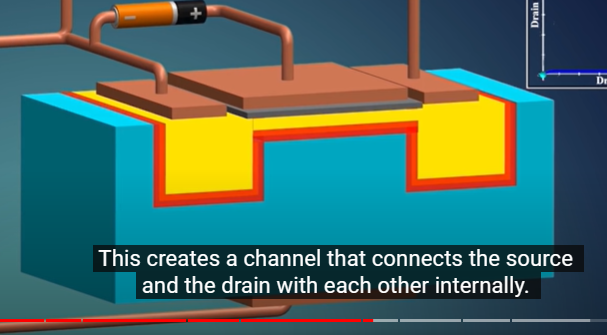 Drain
-
+
Dr
This creates a channel that connects the source
and the drain with each other internally.